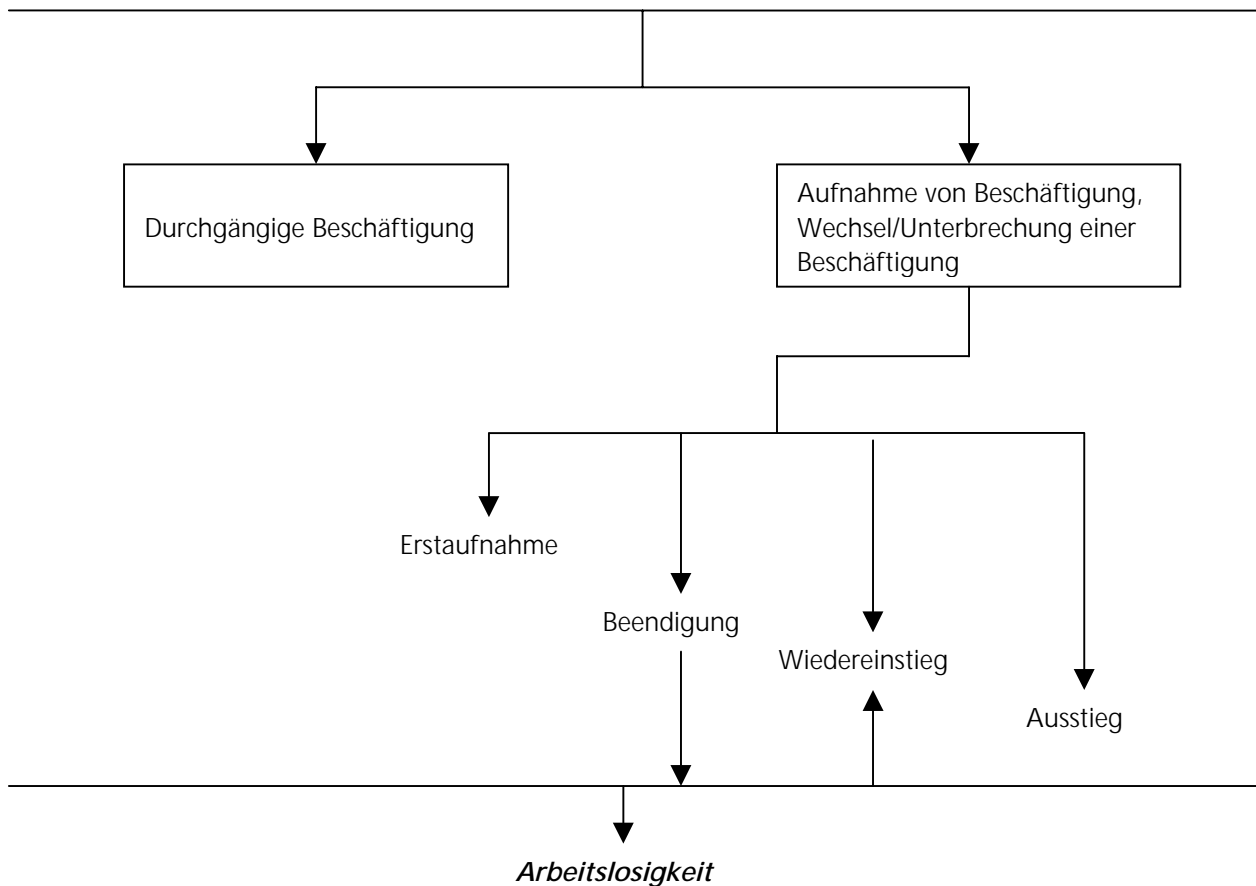 Durchgängige Beschäftigung
Aufnahme von Beschäftigung,
Wechsel/Unterbrechung einer
Beschäftigung
Erstaufnahme
Beendigung
Wiedereinstieg
Ausstieg
Arbeitslosigkeit